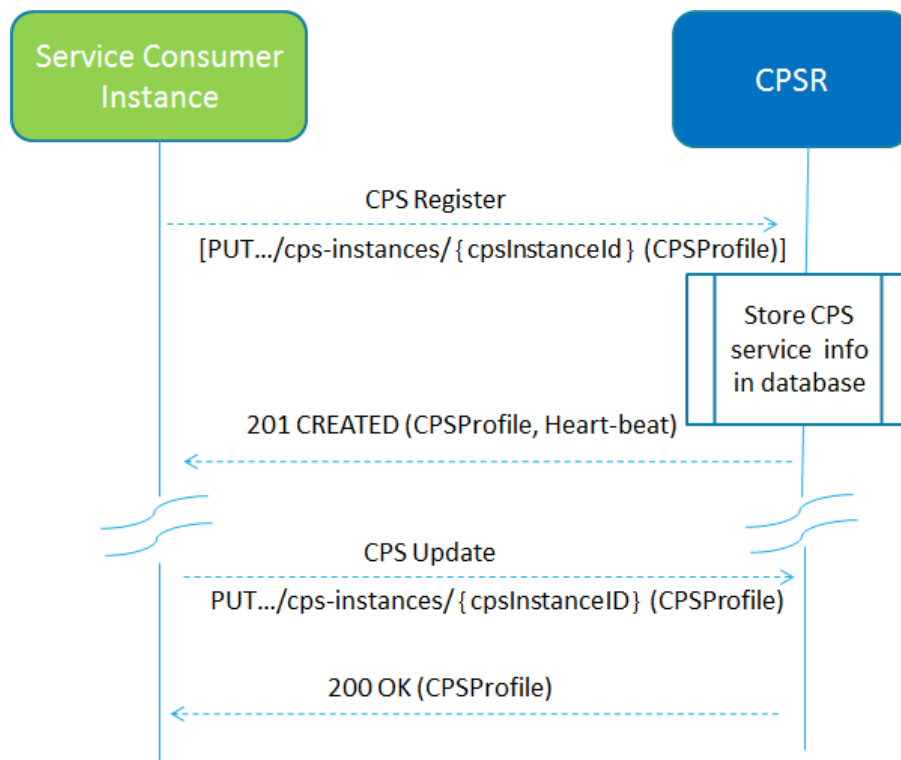 Service Consumer
Instance
CPSR
CPS Register
[PUT.../cps-instances/{cpsInstanceId} (CPSProfile)]
Store CPS
service info
in database
201 CREATED (CPSProfile, Heart-beat)
CPS Update
PUT.../cps-instances/{cpsInstanceID} (CPSProfile)
200 OK (CPSProfile)